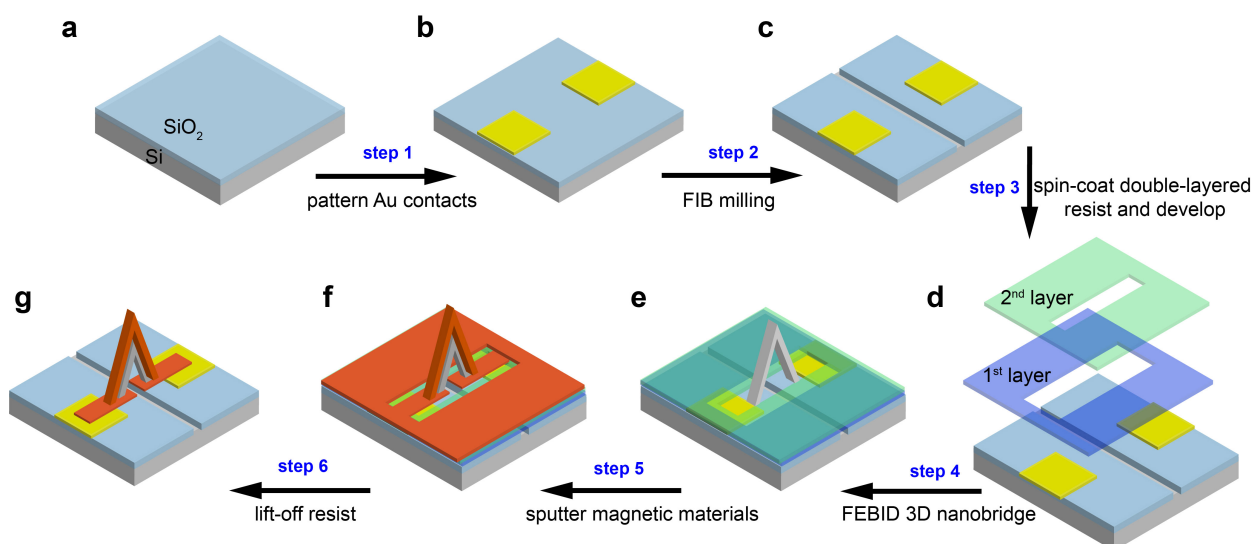 a
b
c
SiO₂
Si
step 1
pattern Au contacts
step 2
FIB milling
step 3
spin-coat double-layered
resist and develop
g
f
e
d
2nd layer
1st layer
step 6
lift-off resist
step 5
sputter magnetic materials
step 4
FEBID 3D nanobridge